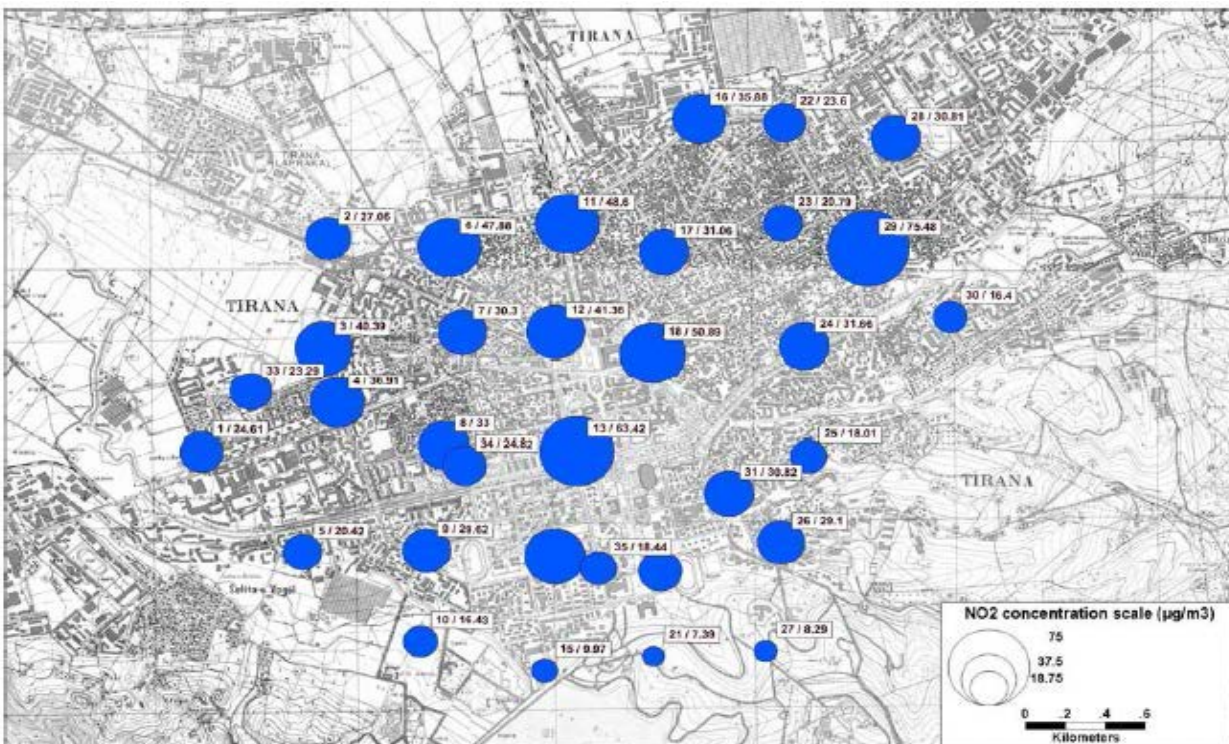 TIRANA
16 / 35.88
22 / 23.6
28 / 30.81
TIRANA
2 / 27.05
6 / 47.88
11 / 48.6
17 / 31.06
23 / 20.79
29 / 75.48
TIRANA
3 / 40.39
7 / 30.3
12 / 41.36
18 / 50.89
24 / 31.66
30 / 16.4
33 / 23.29
4 / 36.91
1 / 24.61
8 / 33
34 / 24.82
13 / 63.42
25 / 18.01
31 / 30.82
TIRANA
5 / 20.42
9 / 28.62
35 / 18.44
26 / 29.1
10 / 16.43
15 / 9.97
21 / 7.39
27 / 8.29
NO2 concentration scale (µg/m3)
75
37.5
18.75
0 .2 .4 .6
Kilometers